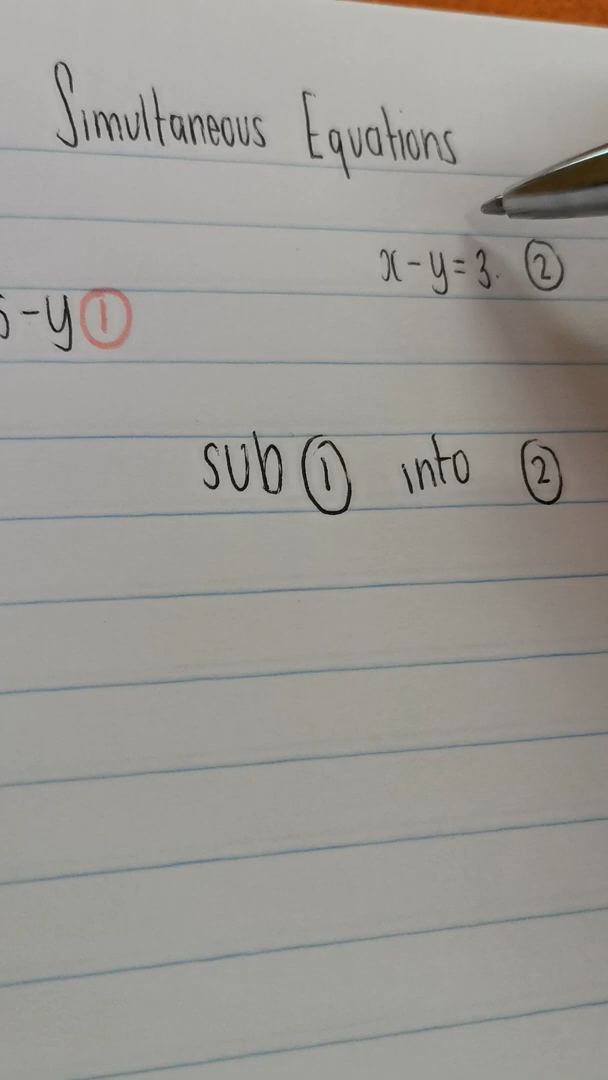 Simultaneous Equations
x-y=3. ②
-y ①
sub ① into ②